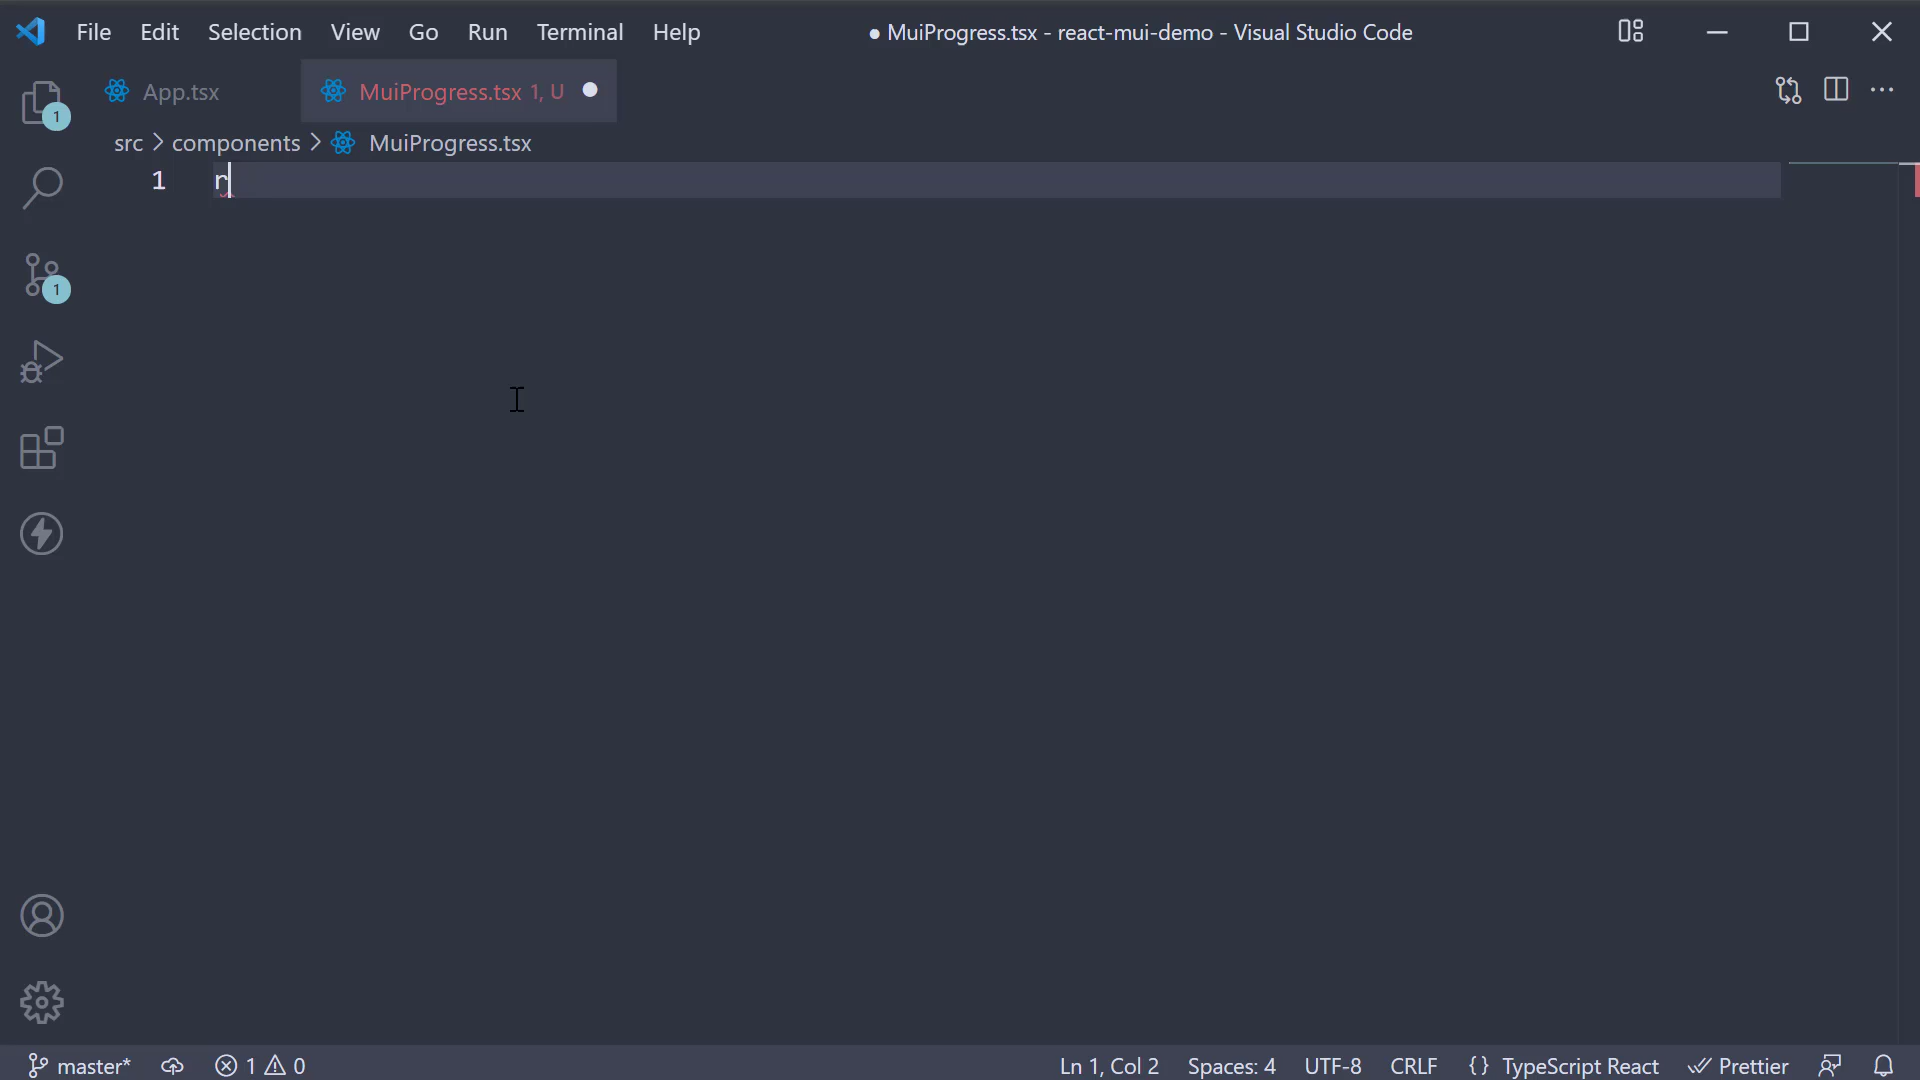 File Edit Selection View Go Run Terminal Help ● MuiProgress.tsx - react-mui-demo - Visual Studio Code
App.tsx MuiProgress.tsx 1, U
src > components > MuiProgress.tsx
1 r
1
1
master* 1 0 Ln 1, Col 2 Spaces: 4 UTF-8 CRLF {} TypeScript React Prettier